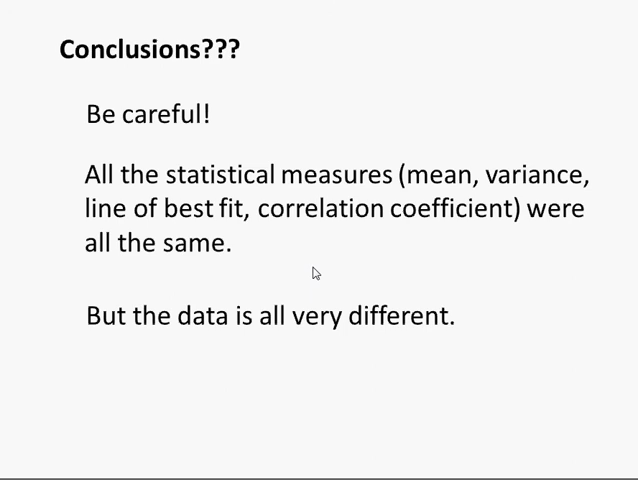 Conclusions???
Be careful!
All the statistical measures (mean, variance,
line of best fit, correlation coefficient) were
all the same.
But the data is all very different.